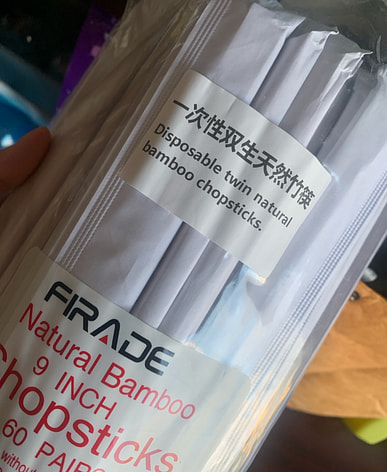 一次性双生天然竹筷
Disposable twin natural
bamboo chopsticks.
FIRADE
Natural Bamboo
9 INCH
Chopsticks
60 PAIRS
without